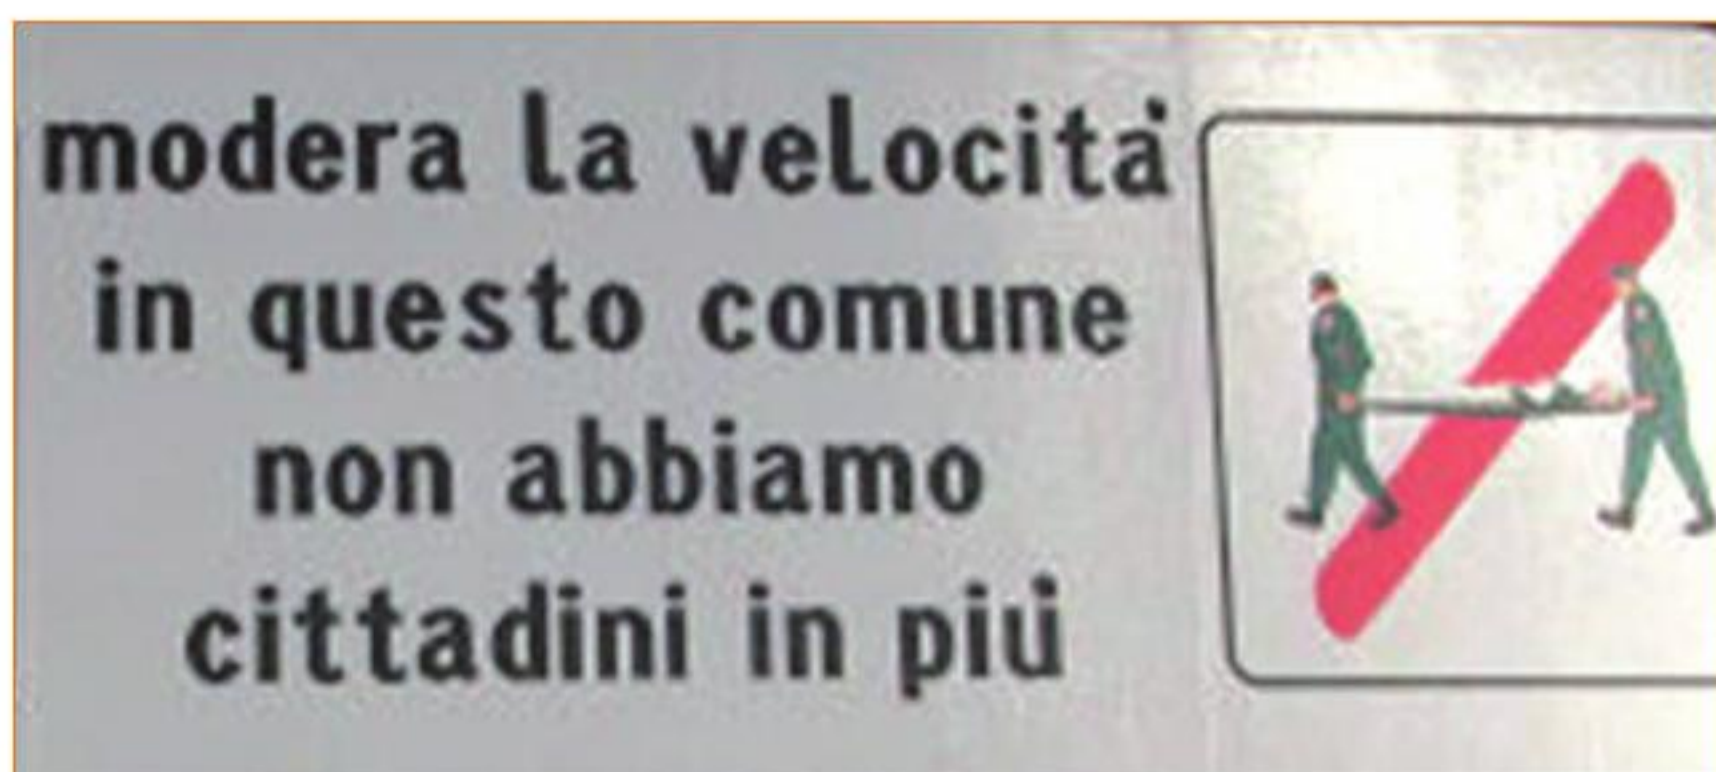 modera la velocità
in questo comune
non abbiamo
cittadini in più